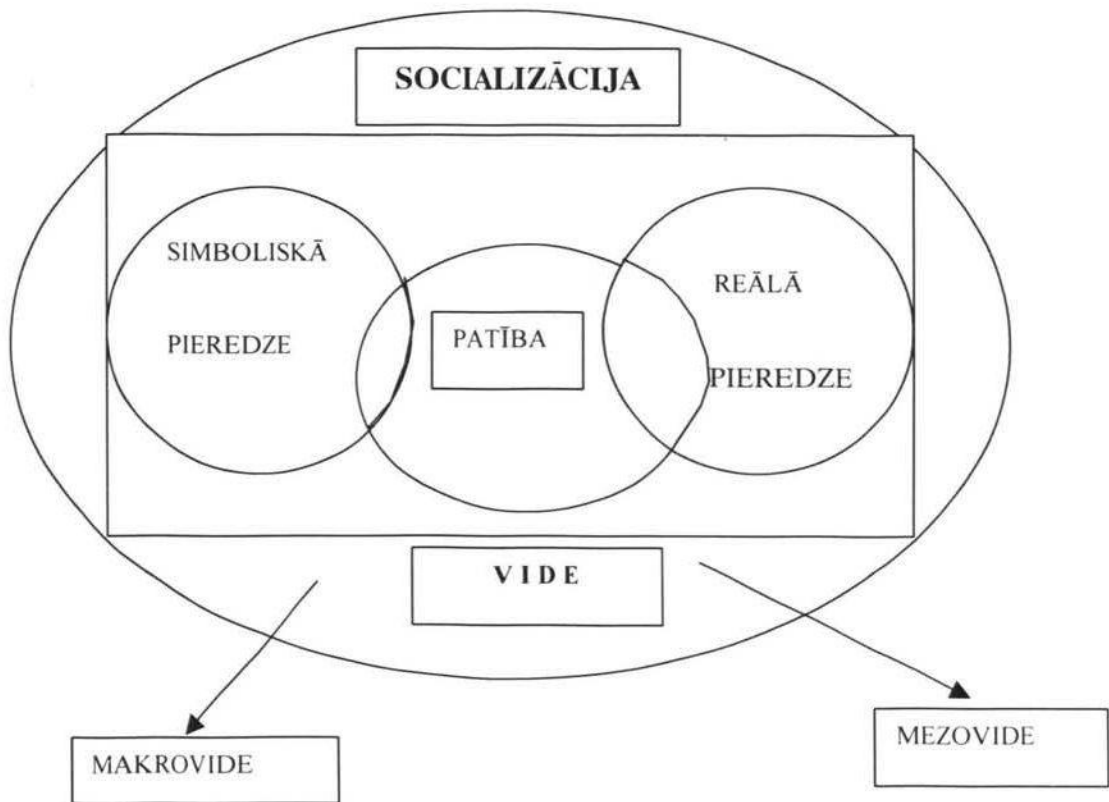 SOCIALIZĀCIJA
SIMBOLISKĀ
PIEREDZE
PATĪBA
REĀLĀ
PIEREDZE
VIDE
MAKROVIDE
MEZOVIDE